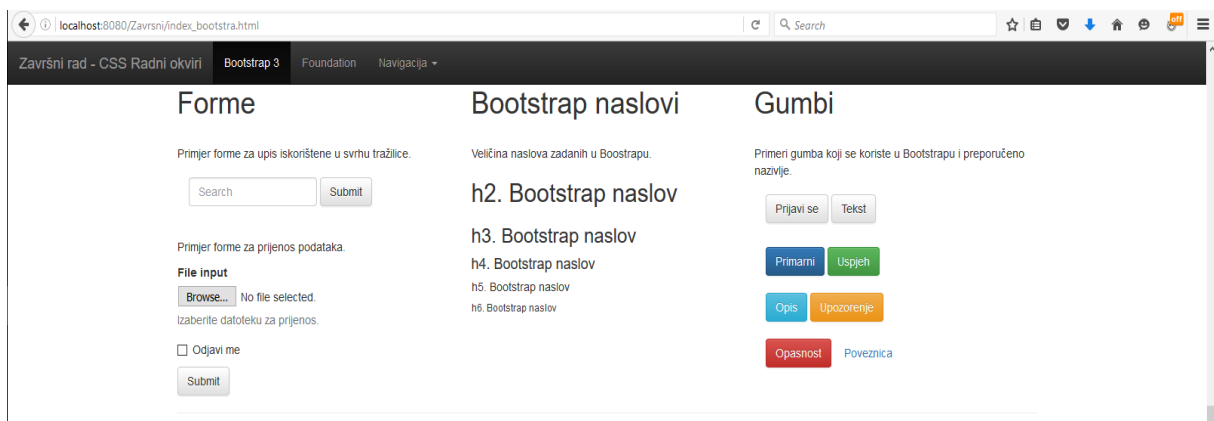 localhost:8080/Zavrsni/index_bootstra.html
Search
off
Završni rad - CSS Radni okviri Bootstrap 3 Foundation Navigacija
Forme
Primjer forme za upis iskorištene u svrhu tražilice.
Search Submit
Primjer forme za prijenos podataka.
File input
Browse... No file selected.
Izaberite datoteku za prijenos.
Odjavi me
Submit
Bootstrap naslovi
Veličina naslova zadanih u Boostrapu.
h2. Bootstrap naslov
h3. Bootstrap naslov
h4. Bootstrap naslov
h5. Bootstrap naslov
h6. Bootstrap naslov
Gumbi
Primeri gumba koji se koriste u Bootstrapu i preporučeno
nazivlje.
Prijavi se Tekst
Primarni Uspjeh
Opis Upozorenje
Opasnost Poveznica